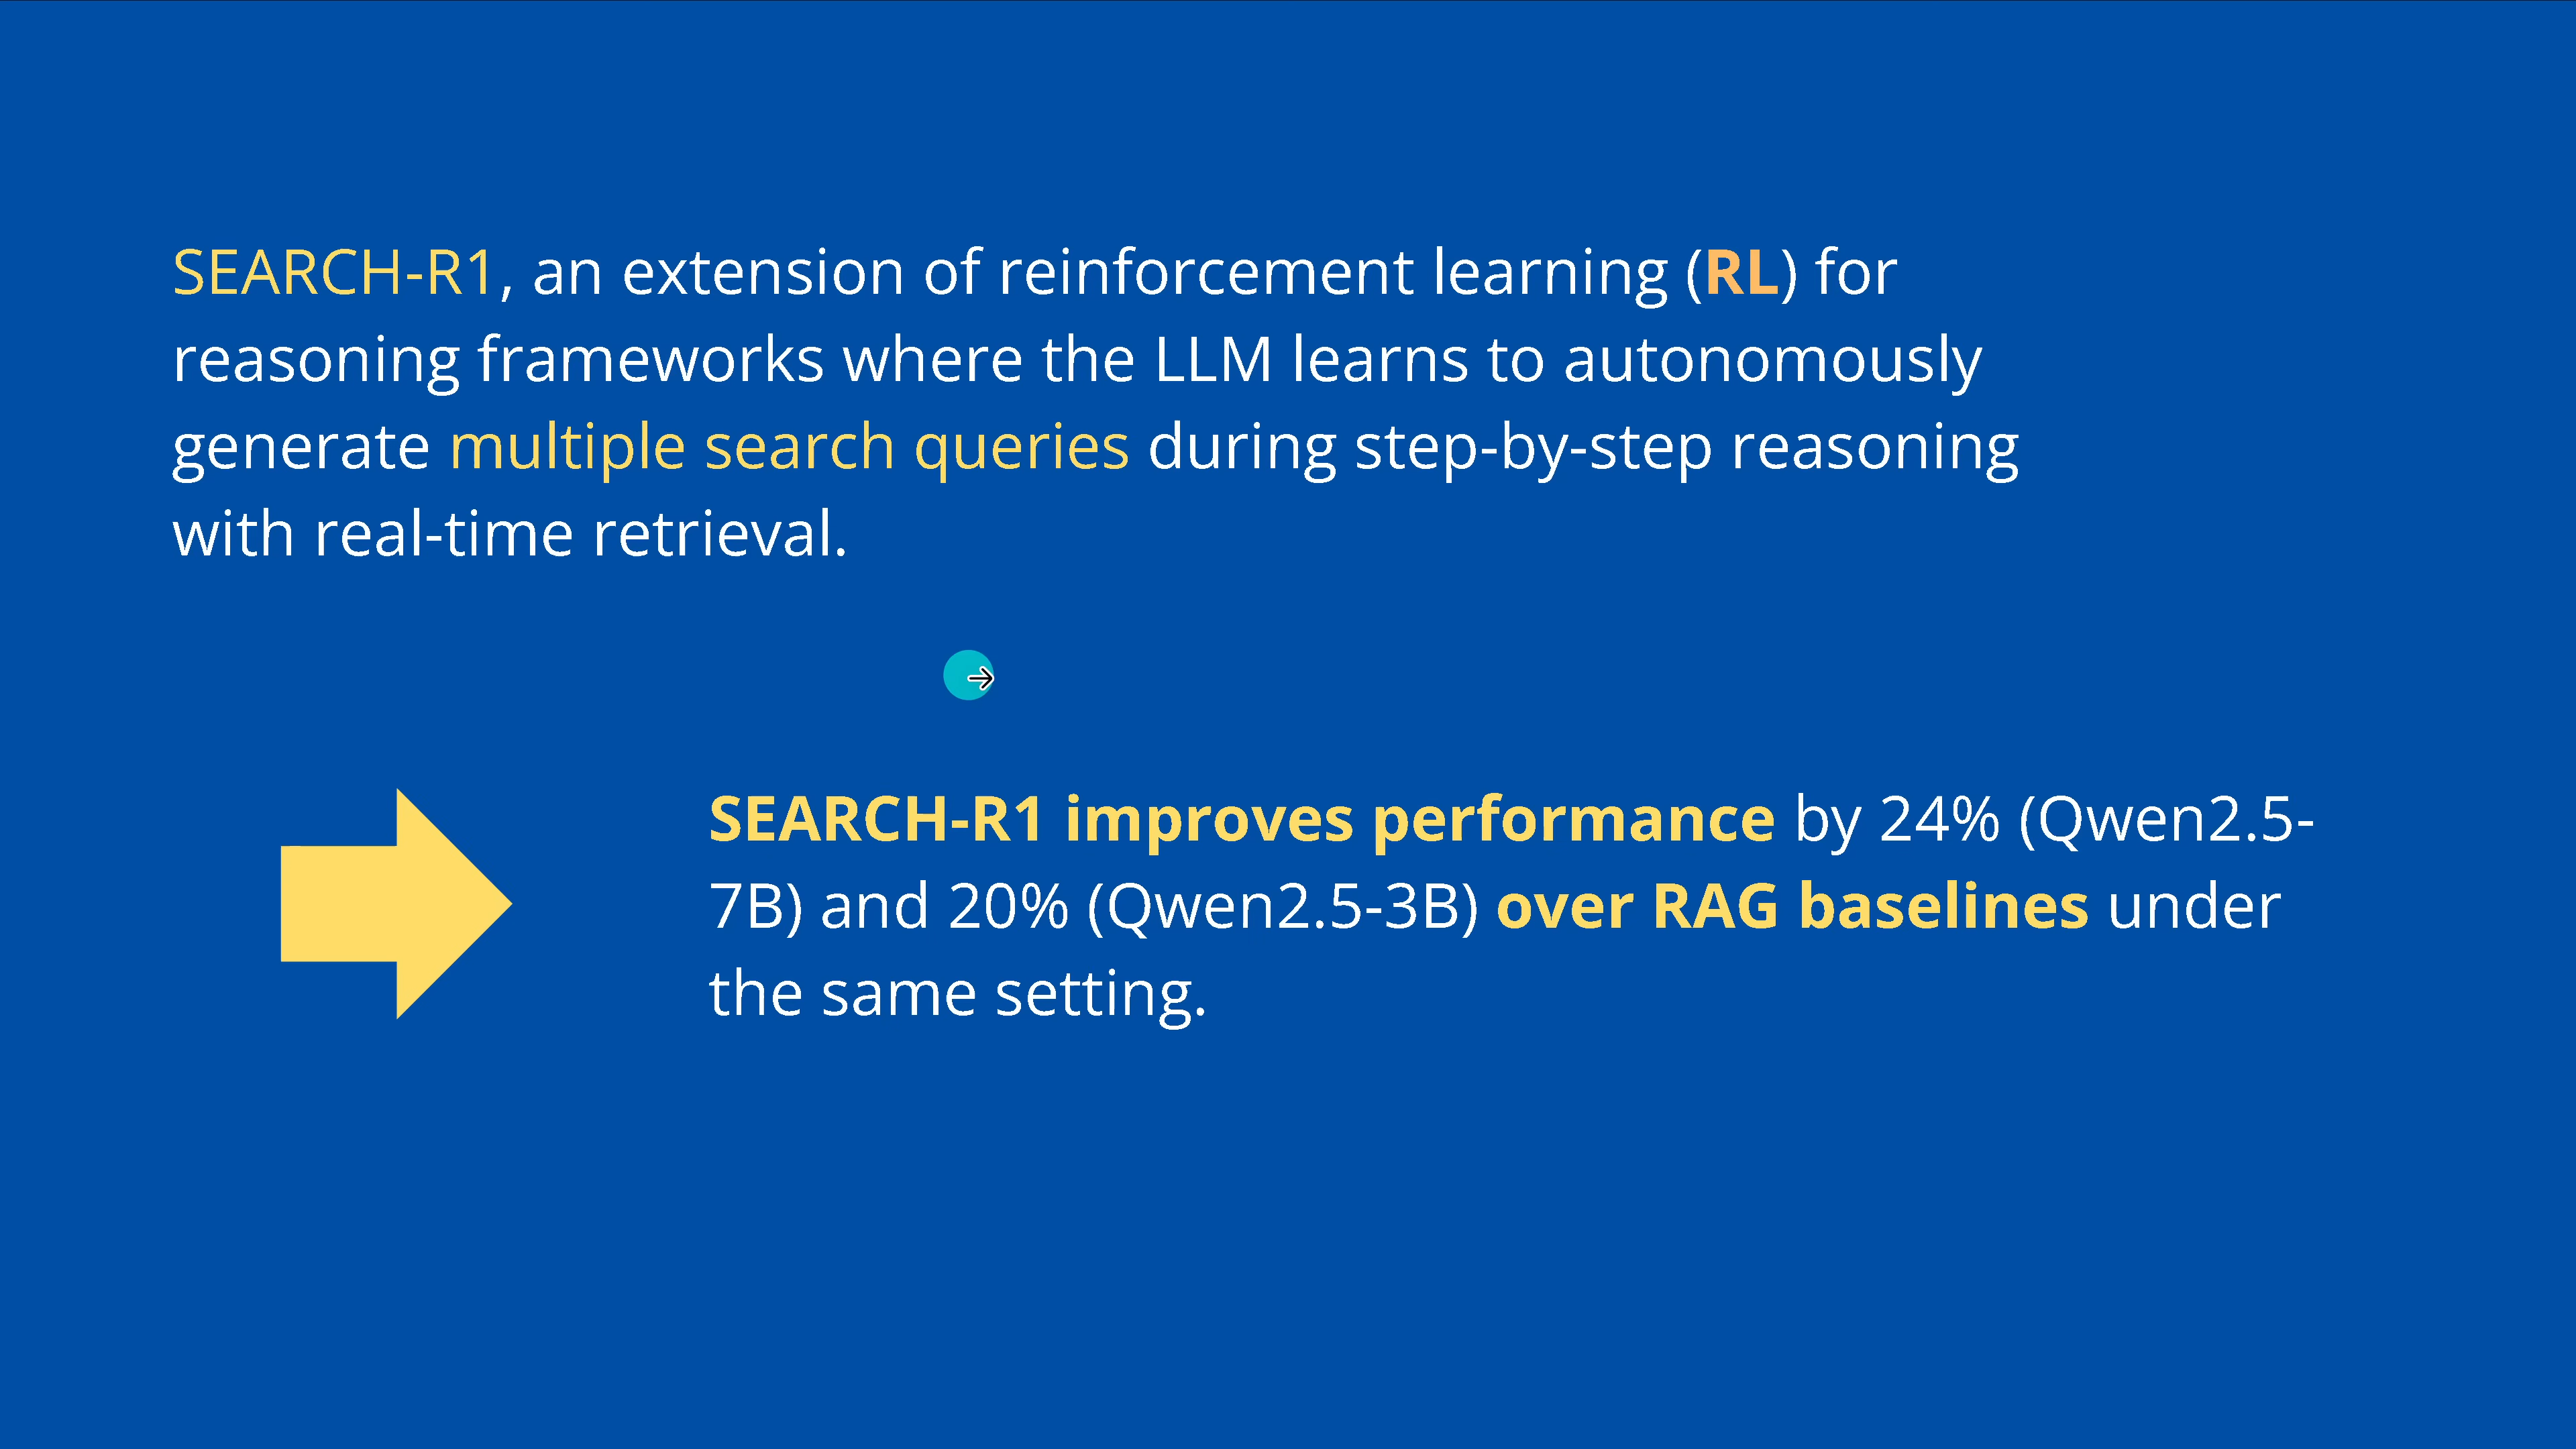 SEARCH-R1, an extension of reinforcement learning (RL) for
reasoning frameworks where the LLM learns to autonomously
generate multiple search queries during step-by-step reasoning
with real-time retrieval.
SEARCH-R1 improves performance by 24% (Qwen2.5-
7B) and 20% (Qwen2.5-3B) over RAG baselines under
the same setting.